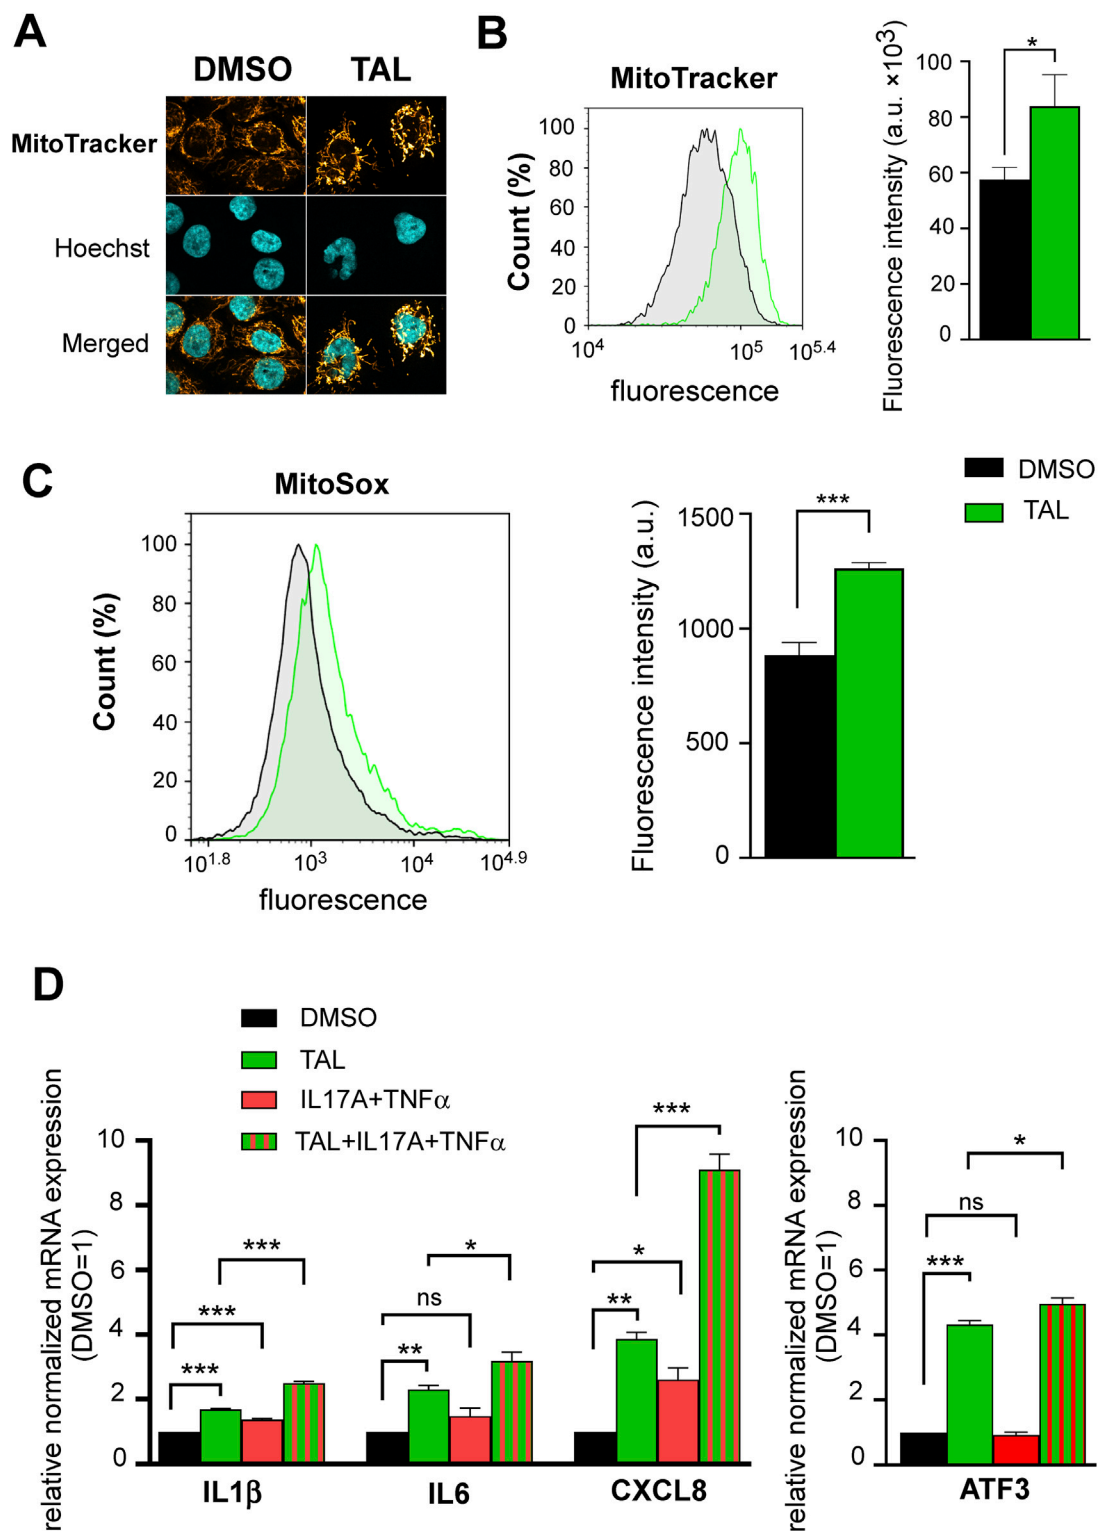 A
DMSO TAL
MitoTracker
Hoechst
Merged
B
MitoTracker
Count (%)
100
80
60
40
20
0
10^4 10^5 10^5.4
fluorescence
Fluorescence intensity (a.u. ×10^3)
100
80
60
40
20
0
*
C
MitoSox
Count (%)
100
80
60
40
20
0
10^1.8 10^3 10^4 10^4.9
fluorescence
Fluorescence intensity (a.u.)
1500
1000
500
0
***
DMSO
TAL
D
DMSO
TAL
IL17A+TNFα
TAL+IL17A+TNFα
relative normalized mRNA expression
(DMSO=1)
10
8
6
4
2
0
*** *** ***
** ns *
** * ***
IL1β IL6 CXCL8
relative normalized mRNA expression
(DMSO=1)
10
8
6
4
2
0
*** ns *
ATF3